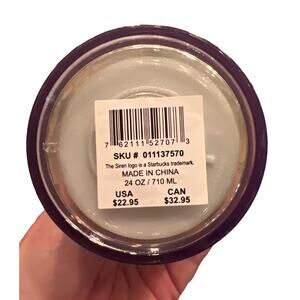 7 62111 52707 3
SKU # 011137570
The Siren logo is a Starbucks trademark.
MADE IN CHINA
24 OZ / 710 ML
USA CAN
$22.95 $32.95